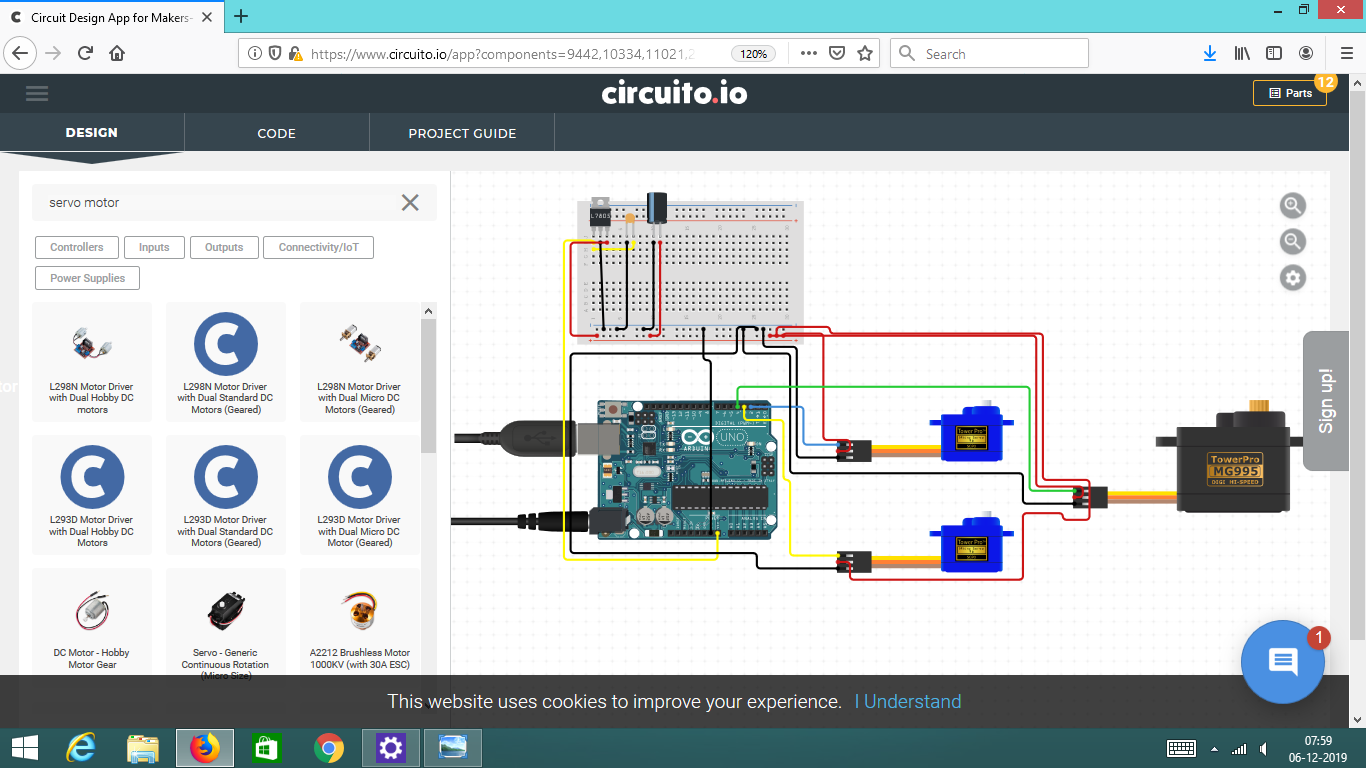 Circuit Design App for Makers-
https://www.circuito.io/app?components=9442,10334,11021,2
120%
Search
circuito.io
Parts
12
DESIGN
CODE
PROJECT GUIDE
servo motor
Controllers
Inputs
Outputs
Connectivity/IoT
Power Supplies
L298N Motor Driver
with Dual Hobby DC
motors
L298N Motor Driver
with Dual Standard DC
Motors (Geared)
L298N Motor Driver
with Dual Micro DC
Motors (Geared)
L293D Motor Driver
with Dual Hobby DC
Motors
L293D Motor Driver
with Dual Standard DC
Motors (Geared)
L293D Motor Driver
with Dual Micro DC
Motor (Geared)
DC Motor - Hobby
Motor Gear
Servo - Generic
Continuous Rotation
(Micro Size)
A2212 Brushless Motor
1000KV (with 30A ESC)
L7805
UNO
ARDUINO
Tower Pro
Tower Pro
TowerPro
MG995
DIGI HI-SPEED
Sign up!
1
This website uses cookies to improve your experience. I Understand
07:59
06-12-2019